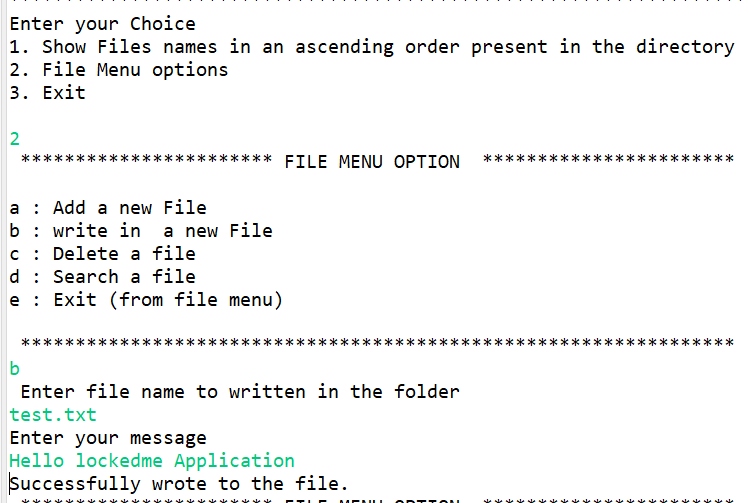 Enter your Choice
1. Show Files names in an ascending order present in the directory
2. File Menu options
3. Exit
2
*********************** FILE MENU OPTION  ***********************
a : Add a new File
b : write in  a new File
c : Delete a file
d : Search a file
e : Exit (from file menu)
*****************************************************************
b
Enter file name to written in the folder
test.txt
Enter your message
Hello lockedme Application
Successfully wrote to the file.
*********************** FILE MENU OPTION  ***********************